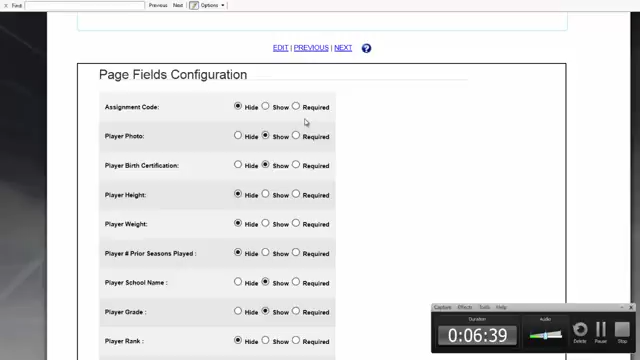 x Find: Previous Next Options
EDIT | PREVIOUS | NEXT ?
Page Fields Configuration
Assignment Code: Hide Show Required
Player Photo: Hide Show Required
Player Birth Certification: Hide Show Required
Player Height: Hide Show Required
Player Weight: Hide Show Required
Player # Prior Seasons Played : Hide Show Required
Player School Name : Hide Show Required
Player Grade : Hide Show Required
Player Rank : Hide Show Required
Capture Effects Tools Help
Duration Audio
0:06:39
Delete Pause Stop